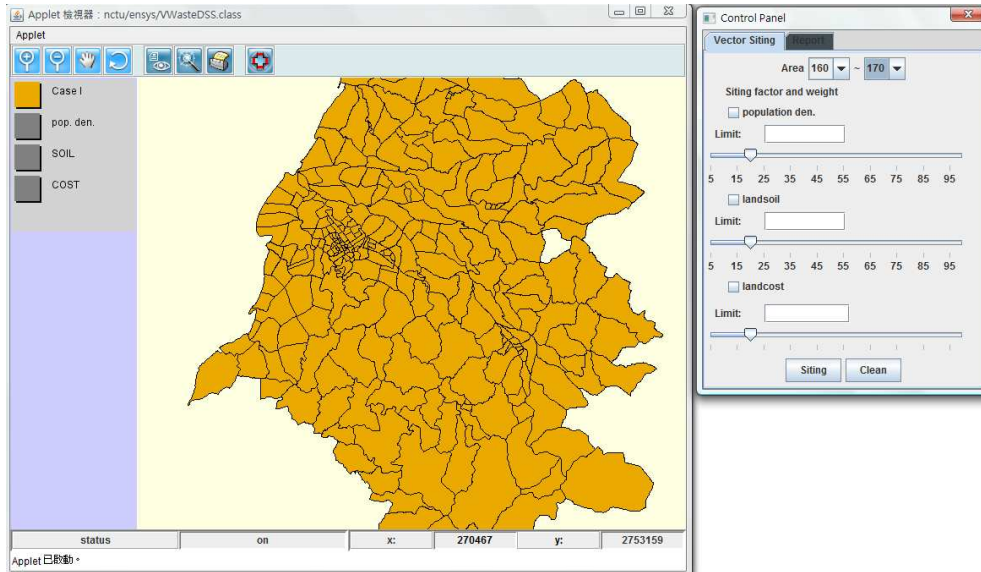 Applet 檢視器：nctu/ensys/VWasteDSS.class
Applet
Case I
pop. den.
SOIL
COST
status on x: 270467 y: 2753159
Applet 已啟動。
Control Panel
Vector Siting Report
Area 160 ~ 170
Siting factor and weight
population den.
Limit:
5 15 25 35 45 55 65 75 85 95
landsoil
Limit:
5 15 25 35 45 55 65 75 85 95
landcost
Limit:
Siting Clean